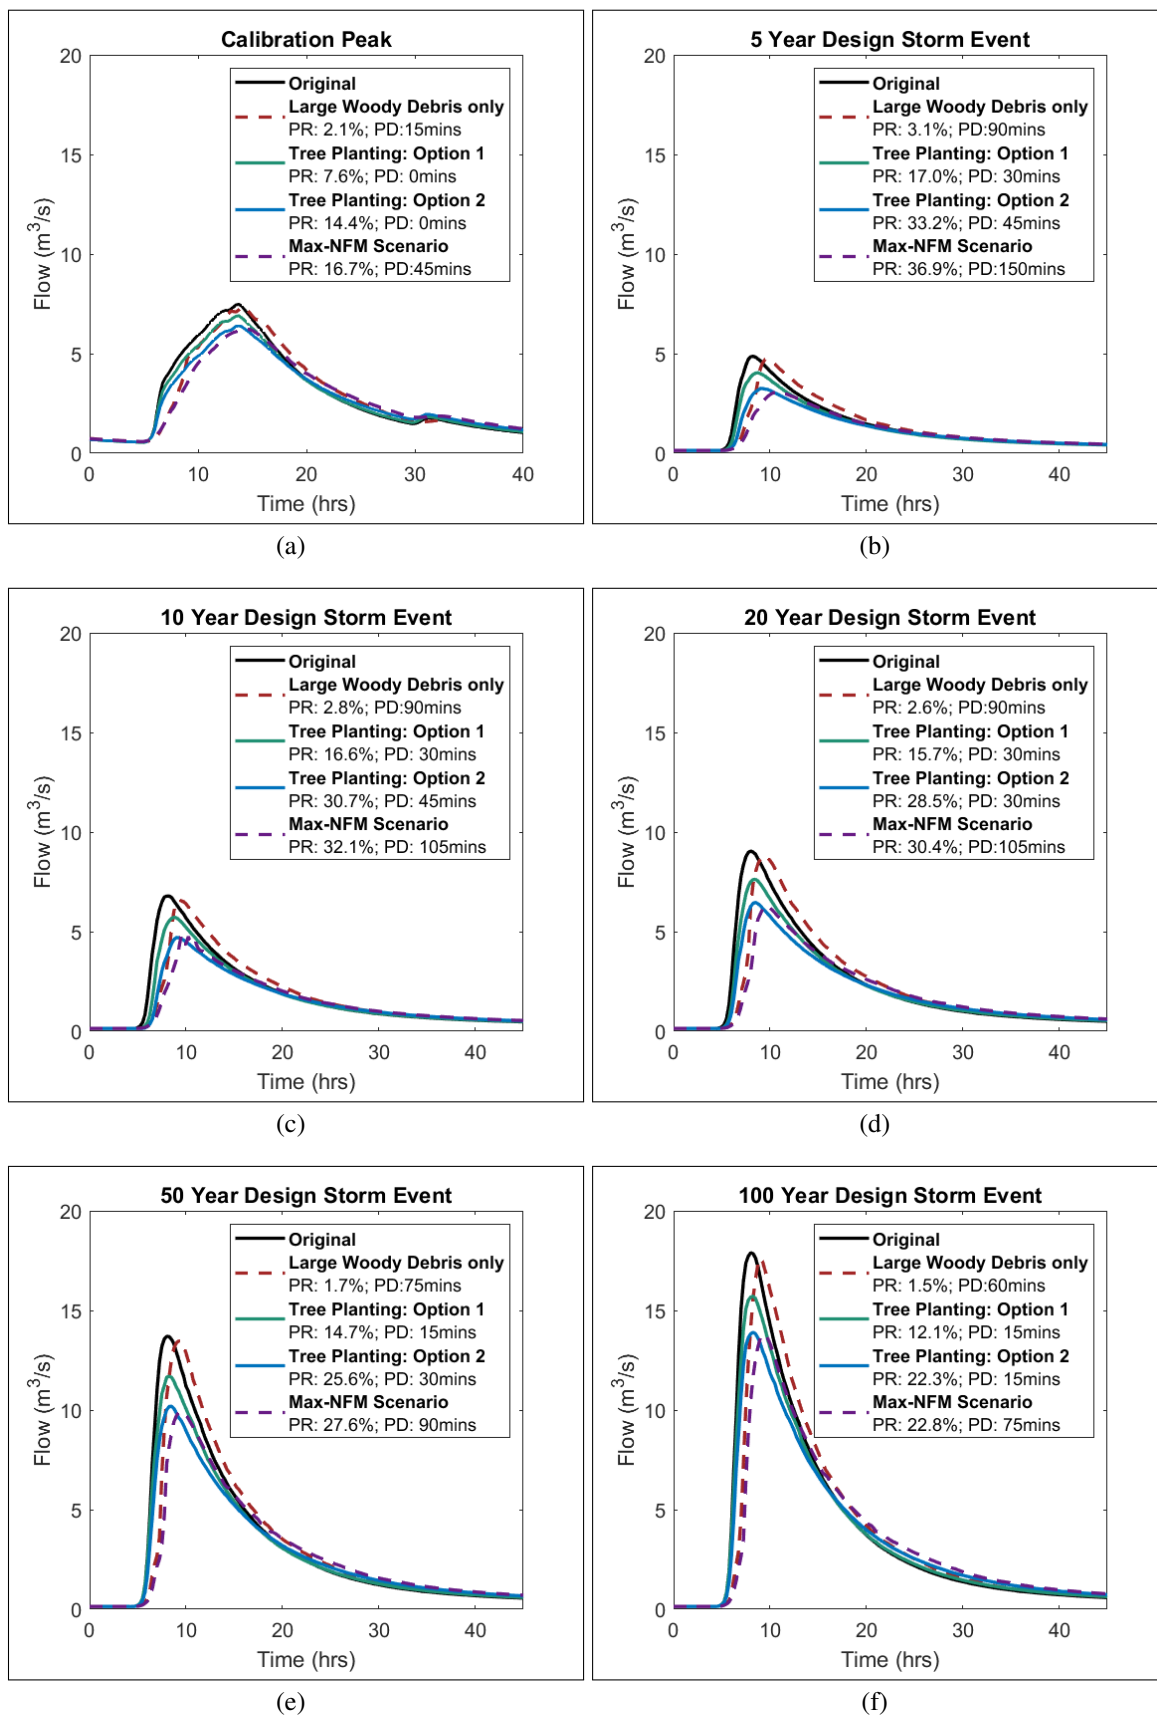 Calibration Peak
20
15
10
5
0
Flow (m³/s)
Original
Large Woody Debris only
PR: 2.1%; PD:15mins
Tree Planting: Option 1
PR: 7.6%; PD: 0mins
Tree Planting: Option 2
PR: 14.4%; PD: 0mins
Max-NFM Scenario
PR: 16.7%; PD:45mins
0 10 20 30 40
Time (hrs)
(a)
5 Year Design Storm Event
20
15
10
5
0
Flow (m³/s)
Original
Large Woody Debris only
PR: 3.1%; PD:90mins
Tree Planting: Option 1
PR: 17.0%; PD: 30mins
Tree Planting: Option 2
PR: 33.2%; PD: 45mins
Max-NFM Scenario
PR: 36.9%; PD:150mins
0 10 20 30 40
Time (hrs)
(b)
10 Year Design Storm Event
20
15
10
5
0
Flow (m³/s)
Original
Large Woody Debris only
PR: 2.8%; PD:90mins
Tree Planting: Option 1
PR: 16.6%; PD: 30mins
Tree Planting: Option 2
PR: 30.7%; PD: 45mins
Max-NFM Scenario
PR: 32.1%; PD: 105mins
0 10 20 30 40
Time (hrs)
(c)
20 Year Design Storm Event
20
15
10
5
0
Flow (m³/s)
Original
Large Woody Debris only
PR: 2.6%; PD:90mins
Tree Planting: Option 1
PR: 15.7%; PD: 30mins
Tree Planting: Option 2
PR: 28.5%; PD: 30mins
Max-NFM Scenario
PR: 30.4%; PD:105mins
0 10 20 30 40
Time (hrs)
(d)
50 Year Design Storm Event
20
15
10
5
0
Flow (m³/s)
Original
Large Woody Debris only
PR: 1.7%; PD:75mins
Tree Planting: Option 1
PR: 14.7%; PD: 15mins
Tree Planting: Option 2
PR: 25.6%; PD: 30mins
Max-NFM Scenario
PR: 27.6%; PD: 90mins
0 10 20 30 40
Time (hrs)
(e)
100 Year Design Storm Event
20
15
10
5
0
Flow (m³/s)
Original
Large Woody Debris only
PR: 1.5%; PD:60mins
Tree Planting: Option 1
PR: 12.1%; PD: 15mins
Tree Planting: Option 2
PR: 22.3%; PD: 15mins
Max-NFM Scenario
PR: 22.8%; PD: 75mins
0 10 20 30 40
Time (hrs)
(f)